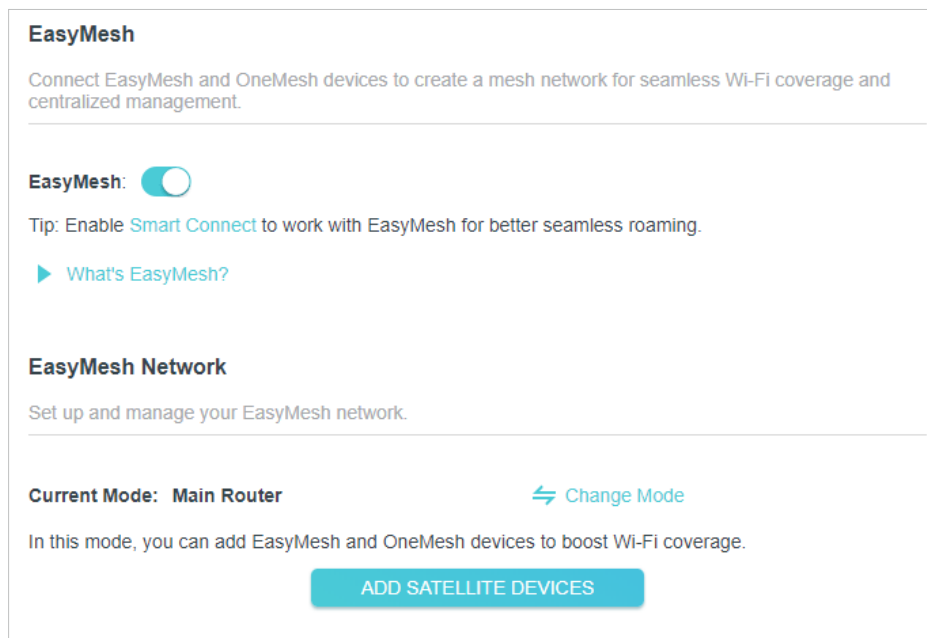 EasyMesh
Connect EasyMesh and OneMesh devices to create a mesh network for seamless Wi-Fi coverage and
centralized management.
EasyMesh:
Tip: Enable Smart Connect to work with EasyMesh for better seamless roaming.
What's EasyMesh?
EasyMesh Network
Set up and manage your EasyMesh network.
Current Mode: Main Router Change Mode
In this mode, you can add EasyMesh and OneMesh devices to boost Wi-Fi coverage.
ADD SATELLITE DEVICES